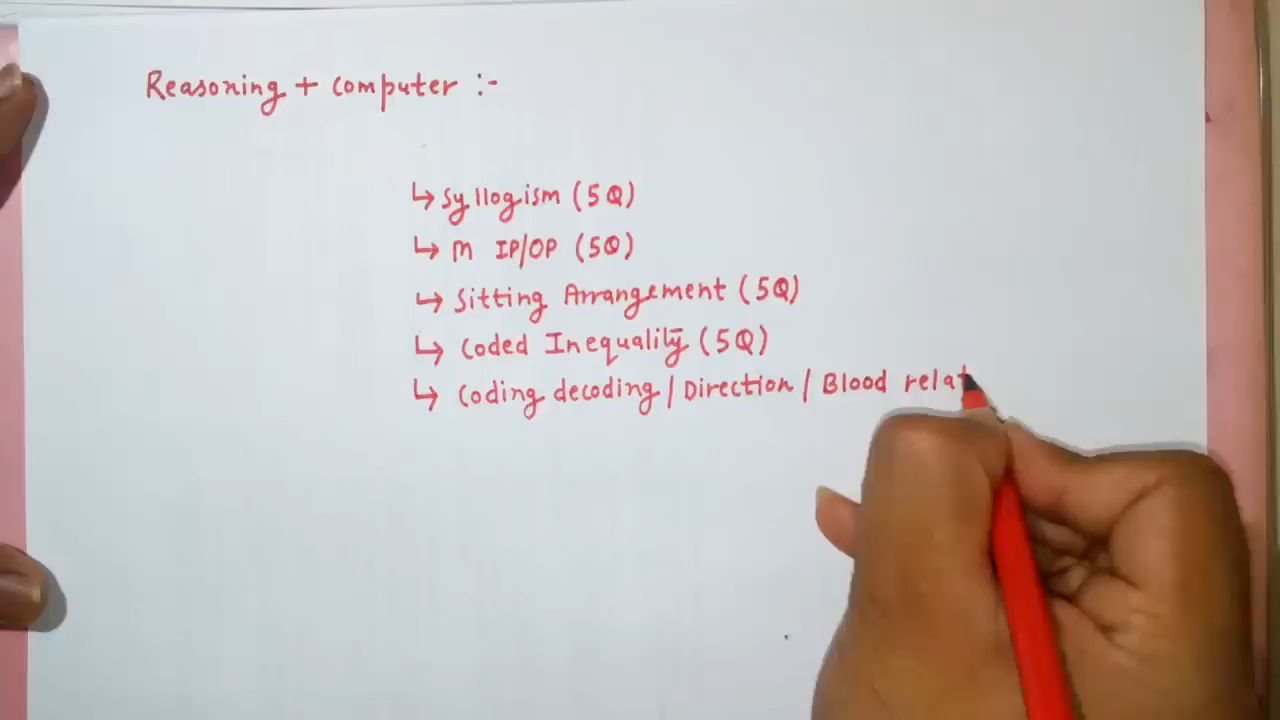 Reasoning + computer :-
↳ Syllogism (5Q)
↳ M IP/OP (5Q)
↳ Sitting Arrangement (5Q)
↳ Coded Inequality (5Q)
↳ Coding decoding / Direction / Blood relat